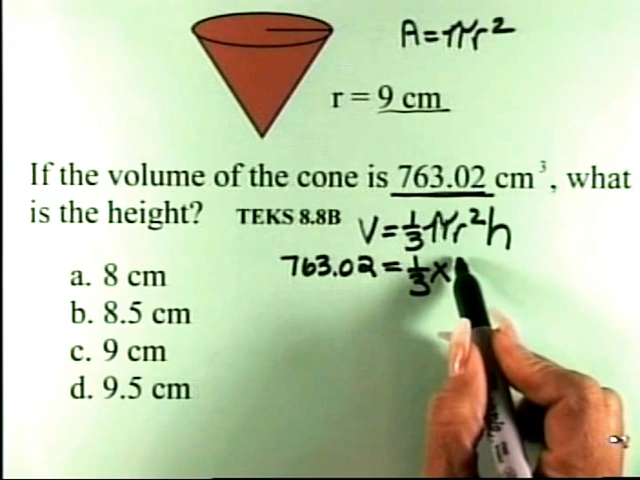 A=πr²
r = 9 cm
If the volume of the cone is 763.02 cm³, what
is the height? TEKS 8.8B
V=⅓πr²h
763.02=⅓×
a. 8 cm
b. 8.5 cm
c. 9 cm
d. 9.5 cm